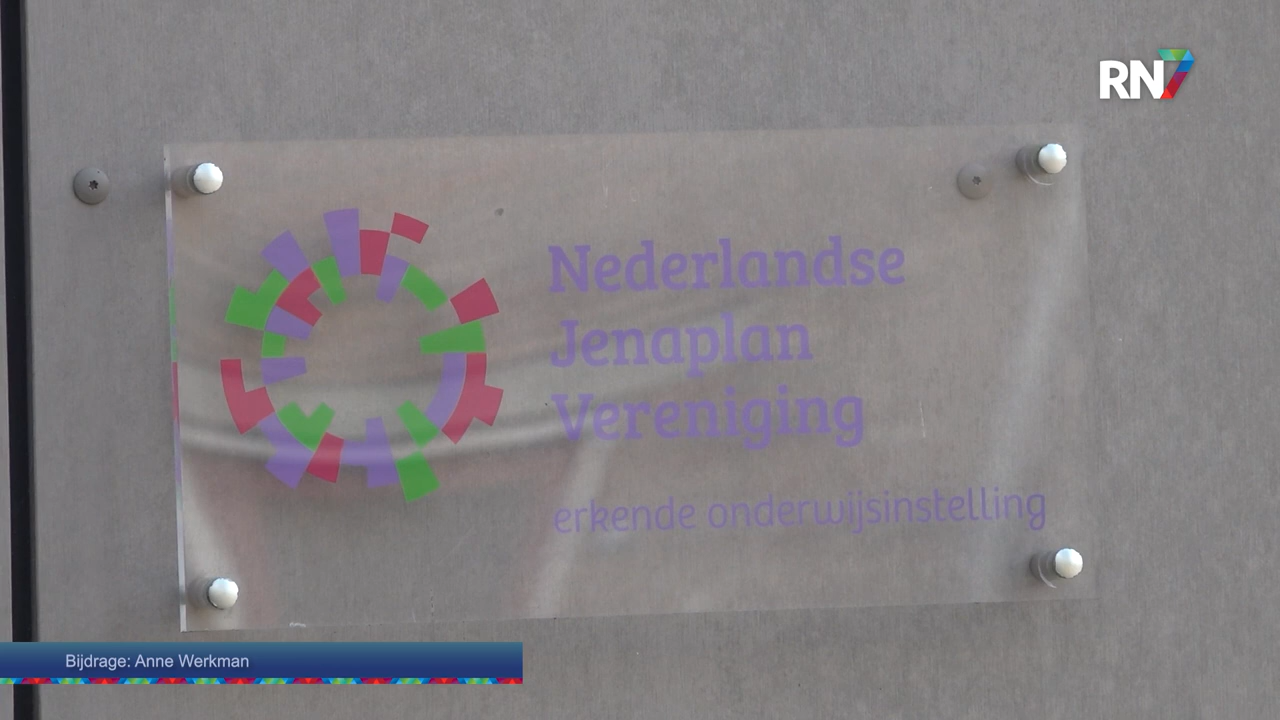 RN7
Nederlandse
Jenaplan
Vereniging
erkende onderwijsinstelling
Bijdrage: Anne Werkman